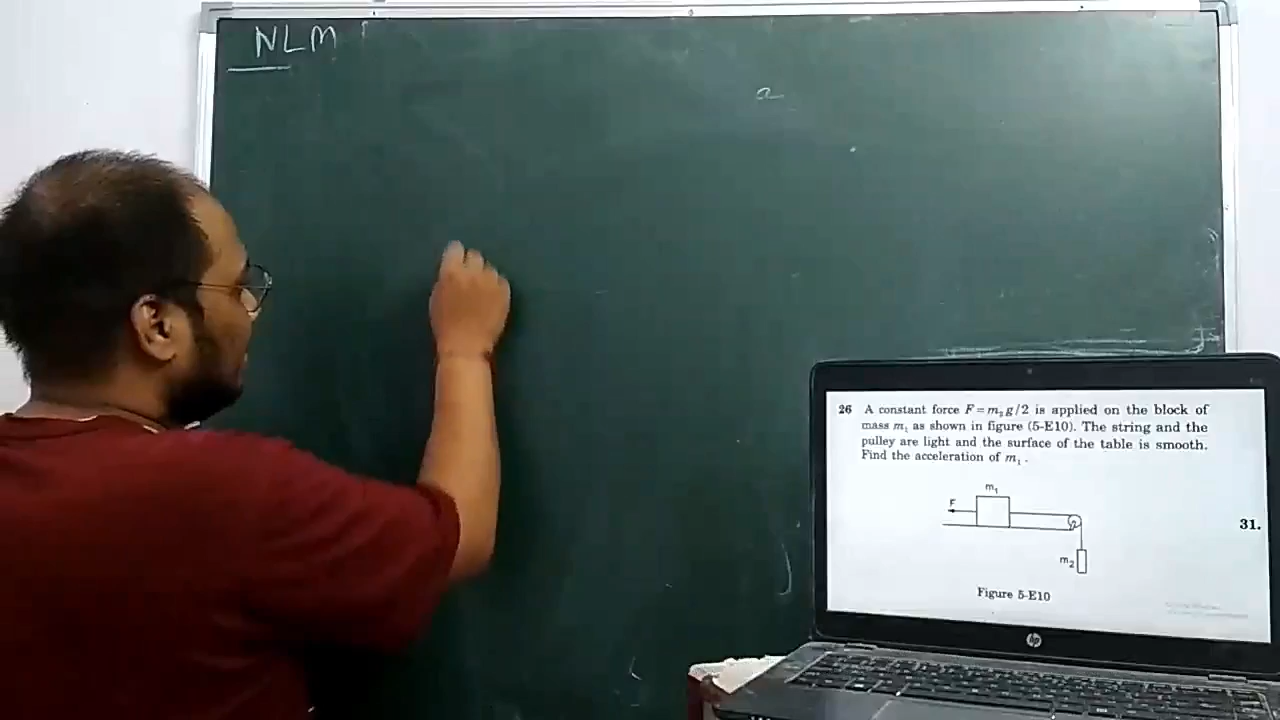 NLM
a
26 A constant force F = m₂g/2 is applied on the block of
mass m₁ as shown in figure (5-E10). The string and the
pulley are light and the surface of the table is smooth.
Find the acceleration of m₁.
m₁
F
31.
m₂
Figure 5-E10
hp